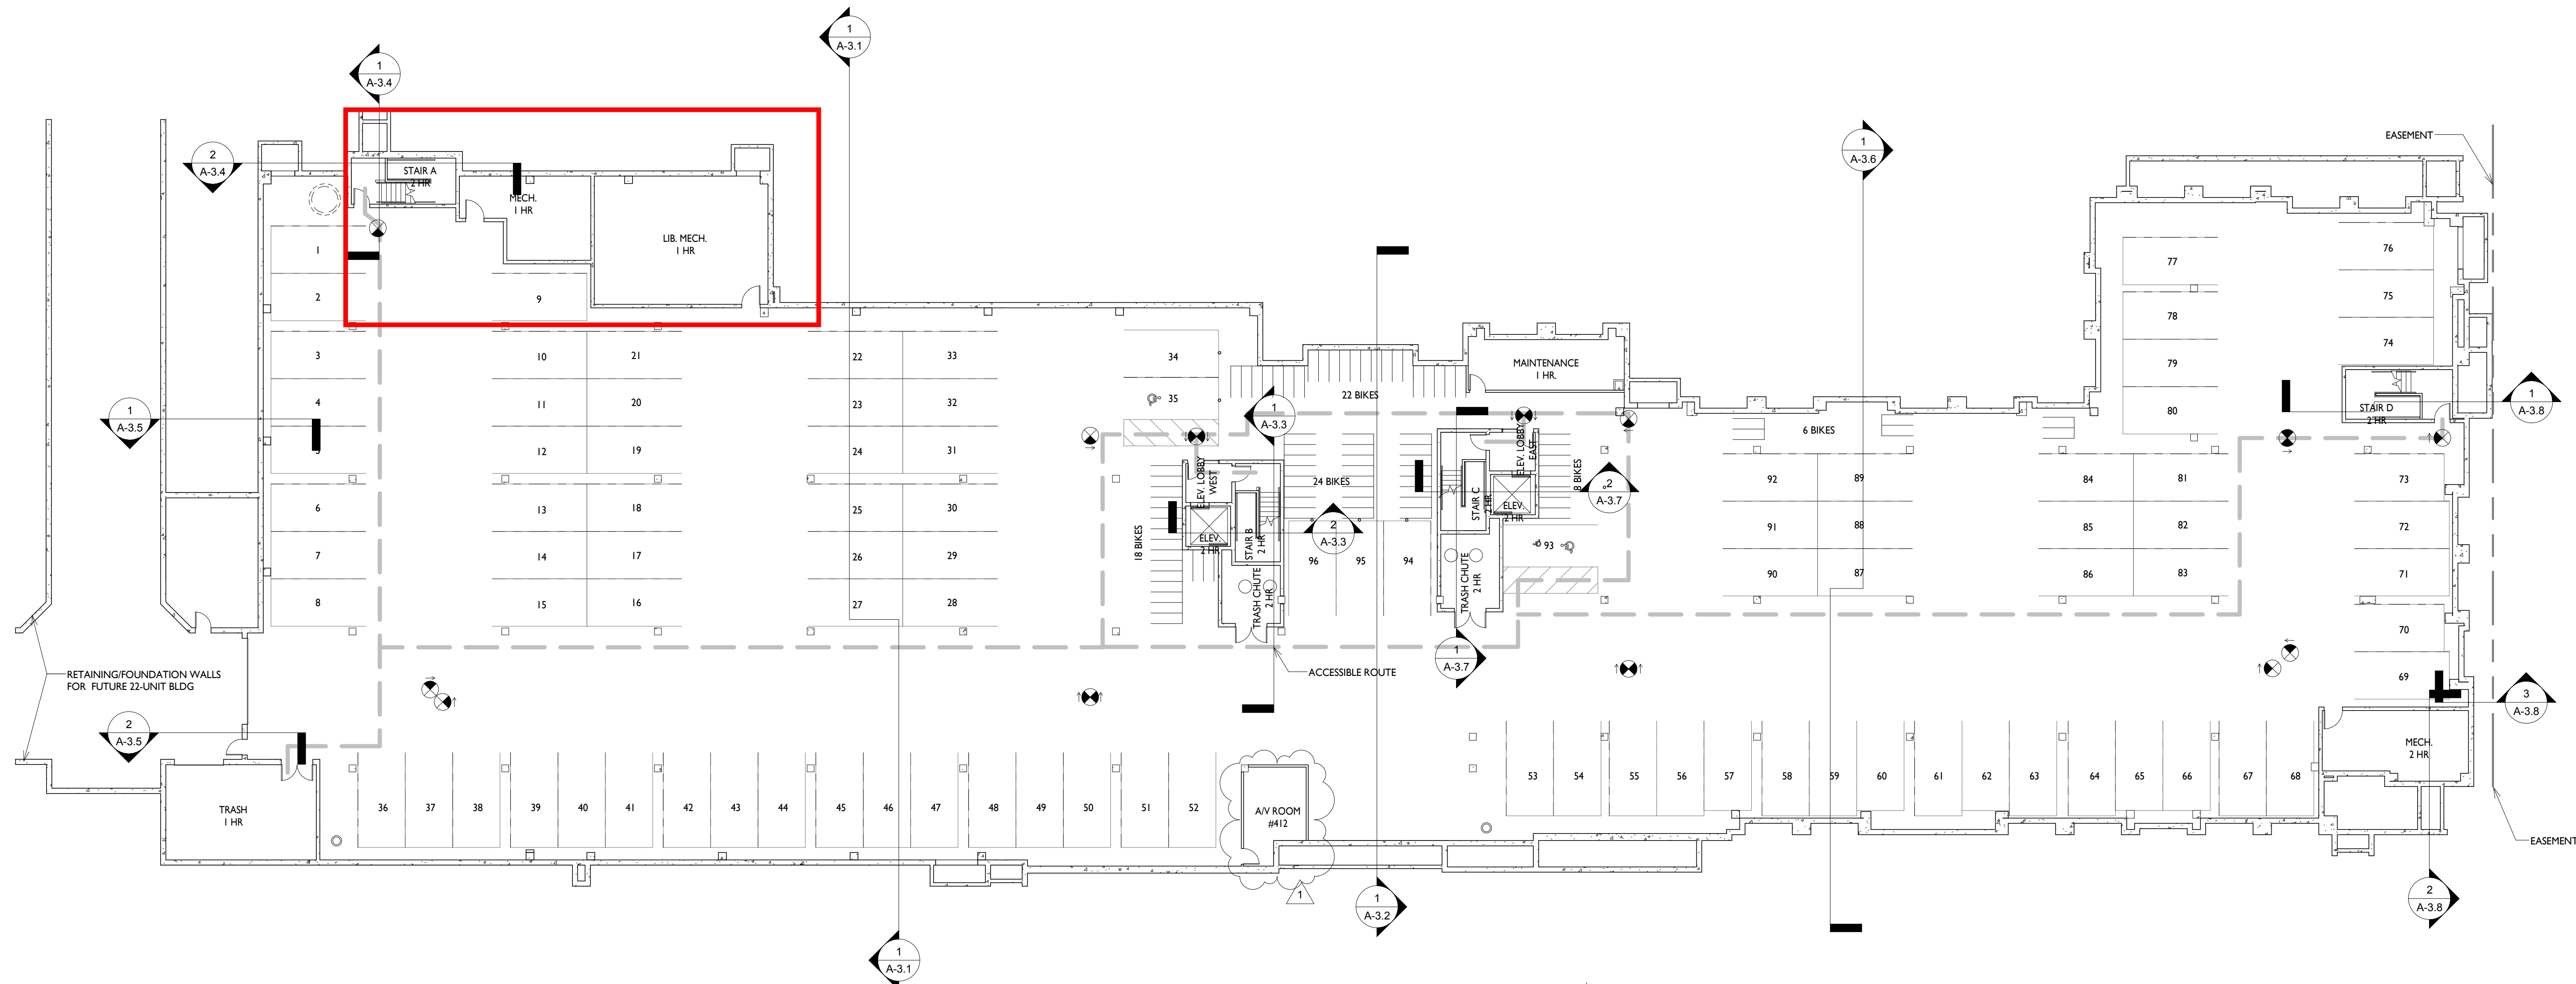 1
A-3.1
1
A-3.4
2
A-3.4
1
A-3.6
EASEMENT
STAIR A
2 HR
MECH.
1 HR
LIB. MECH.
1 HR
1
2
9
3
4
5
6
7
8
10
11
12
13
14
15
21
20
19
18
17
16
22
23
24
25
26
27
33
32
31
30
29
28
34
35
1
A-3.5
1
A-3.3
22 BIKES
MAINTENANCE
1 HR.
24 BIKES
2
A-3.3
18 BIKES
ELEV. LOBBY
WEST
ELEV.
2 HR
STAIR B
2 HR
TRASH CHUTE
2 HR
96
95
94
STAIR C
2 HR
ELEV. LOBBY
EAST
ELEV.
2 HR
8 BIKES
2
A-3.7
93
TRASH CHUTE
2 HR
1
A-3.7
6 BIKES
92
91
90
89
88
87
84
85
86
81
82
83
77
78
79
80
76
75
74
STAIR D
2 HR
1
A-3.8
73
72
71
70
69
3
A-3.8
MECH.
2 HR
EASEMENT
2
A-3.8
RETAINING/FOUNDATION WALLS
FOR FUTURE 22-UNIT BLDG
ACCESSIBLE ROUTE
2
A-3.5
TRASH
1 HR
36
37
38
39
40
41
42
43
44
45
46
47
48
49
50
51
52
A/V ROOM
#412
1
53
54
55
56
57
58
59
60
61
62
63
64
65
66
67
68
1
A-3.2
1
A-3.1